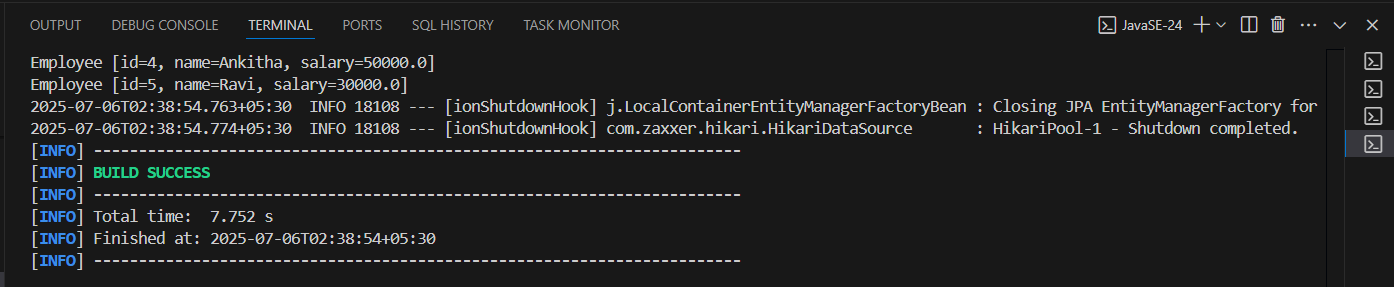 OUTPUT DEBUG CONSOLE TERMINAL PORTS SQL HISTORY TASK MONITOR JavaSE-24
Employee [id=4, name=Ankitha, salary=50000.0]
Employee [id=5, name=Ravi, salary=30000.0]
2025-07-06T02:38:54.763+05:30  INFO 18108 --- [ionShutdownHook] j.LocalContainerEntityManagerFactoryBean : Closing JPA EntityManagerFactory for
2025-07-06T02:38:54.774+05:30  INFO 18108 --- [ionShutdownHook] com.zaxxer.hikari.HikariDataSource       : HikariPool-1 - Shutdown completed.
[INFO] ------------------------------------------------------------------------
[INFO] BUILD SUCCESS
[INFO] ------------------------------------------------------------------------
[INFO] Total time:  7.752 s
[INFO] Finished at: 2025-07-06T02:38:54+05:30
[INFO] ------------------------------------------------------------------------